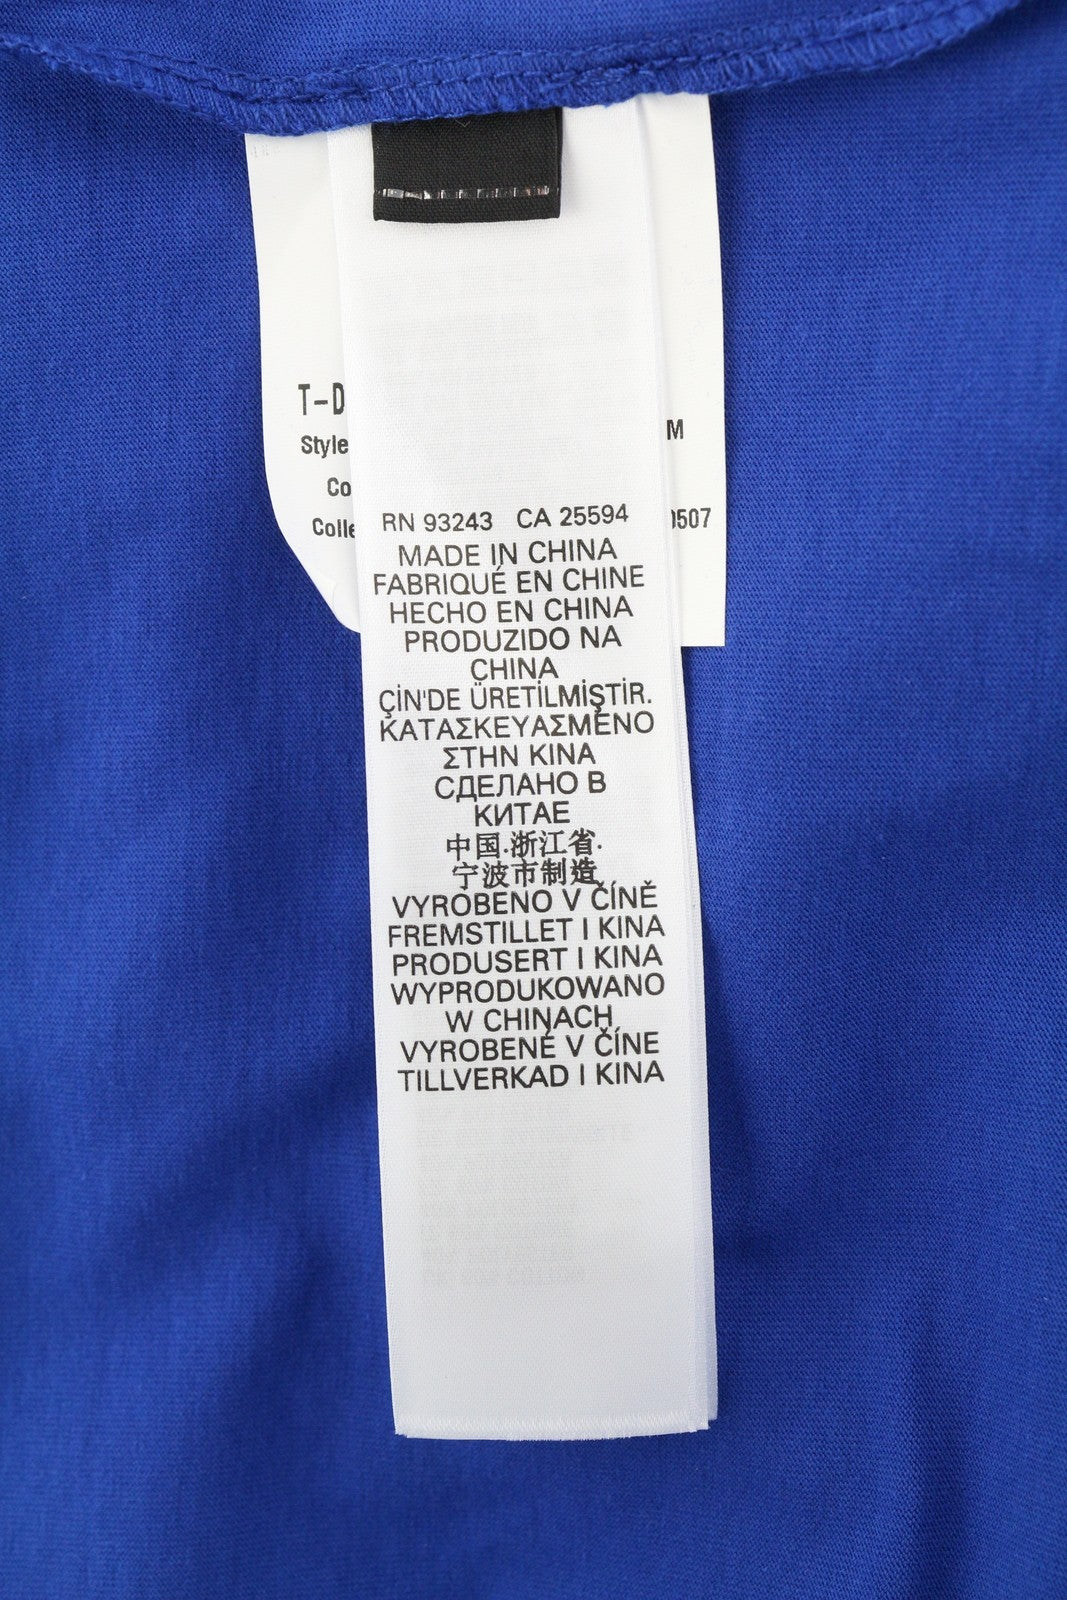 T-D
Style
M
Co
Colle
0507
RN 93243 CA 25594
MADE IN CHINA
FABRIQUÉ EN CHINE
HECHO EN CHINA
PRODUZIDO NA
CHINA
ÇİN'DE ÜRETİLMİŞTİR.
ΚΑΤΑΣΚΕΥΑΣΜΕΝΟ
ΣΤΗΝ ΚΙΝΑ
СДЕЛАНО В
КИТАЕ
中国.浙江省.
宁波市制造
VYROBENO V ČÍNĚ
FREMSTILLET I KINA
PRODUSERT I KINA
WYPRODUKOWANO
W CHINACH
VYROBENÉ V ČÍNE
TILLVERKAD I KINA